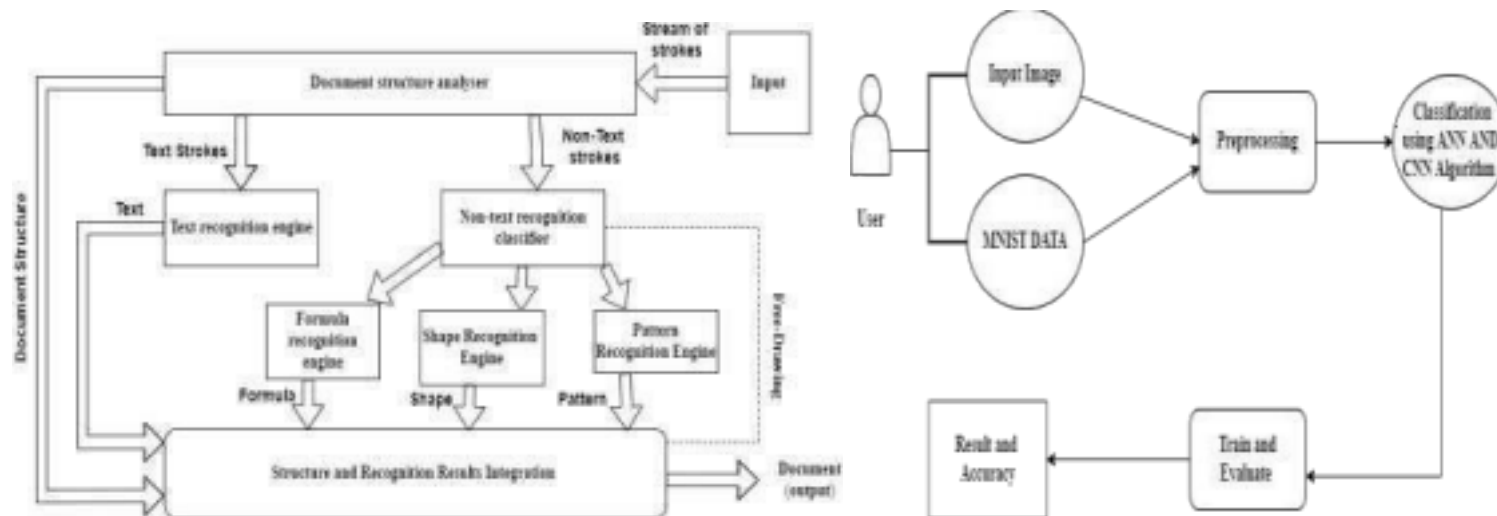 Stream of
strokes
Document structure analyser
Input
Text Strokes
Non-Text
strokes
Document Structure
Text
Text recognition engine
Non-text recognition
classifier
Free-Drawing
Formula
recognition
engine
Shape Recognition
Engine
Pattern
Recognition Engine
Formula
Shape
Pattern
Structure and Recognition Results Integration
Document
(output)
Input Image
User
MNIST DATA
Preprocessing
Classification
using ANN AND
CNN Algorithm
Train and
Evaluate
Result and
Accuracy